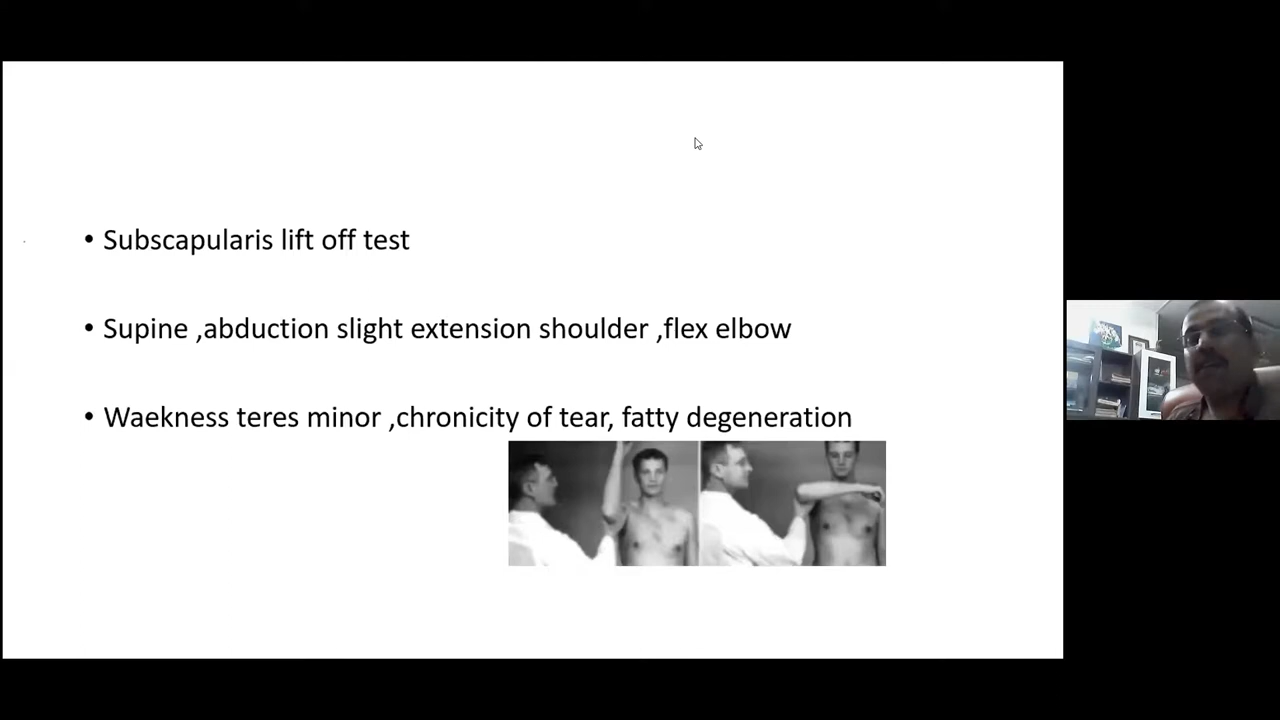 • Subscapularis lift off test
• Supine ,abduction slight extension shoulder ,flex elbow
• Waekness teres minor ,chronicity of tear, fatty degeneration